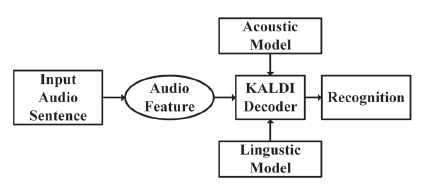 Acoustic
Model
Input
Audio
Sentence
Audio
Feature
KALDI
Decoder
Recognition
Lingustic
Model